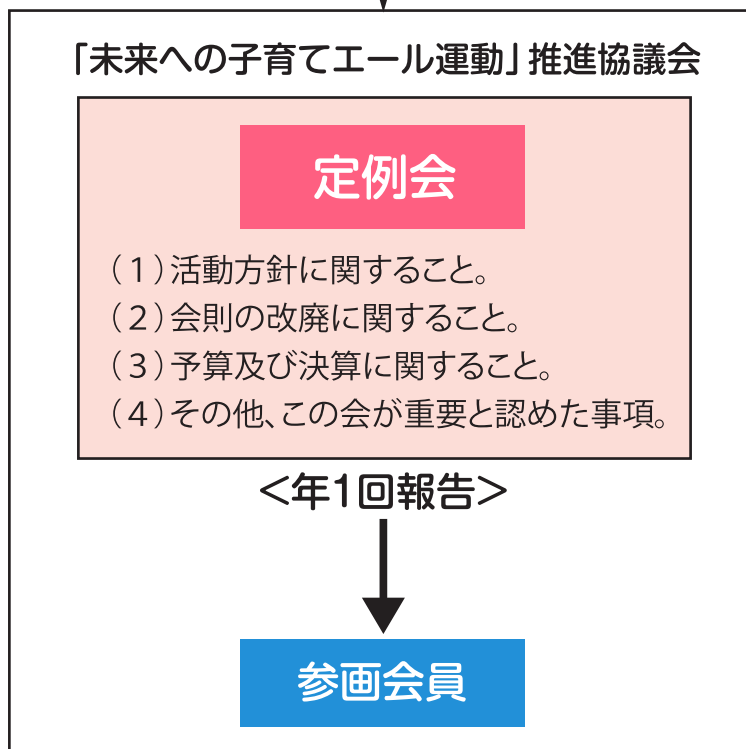 「未来への子育てエール運動」推進協議会
定例会
（１）活動方針に関すること。
（２）会則の改廃に関すること。
（３）予算及び決算に関すること。
（４）その他、この会が重要と認めた事項。
＜年1回報告＞
参画会員